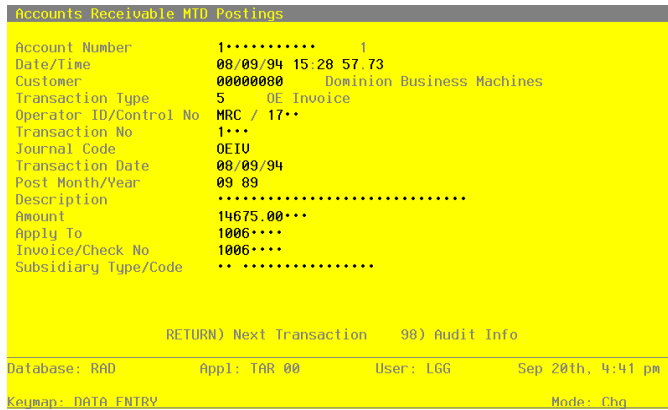 Accounts Receivable MTD Postings
Account Number 1••••••••••• 1
Date/Time 08/09/94 15:28 57.73
Customer 00000080 Dominion Business Machines
Transaction Type 5 OE Invoice
Operator ID/Control No MRC / 17••
Transaction No 1•••
Journal Code OEIV
Transaction Date 08/09/94
Post Month/Year 09 89
Description ••••••••••••••••••••••••••••••
Amount 14675.00•••
Apply To 1006••••
Invoice/Check No 1006••••
Subsidiary Type/Code •• ••••••••••••••••
RETURN) Next Transaction 98) Audit Info
Database: RAD Appl: TAR 00 User: LGG Sep 20th, 4:41 pm
Keymap: DATA ENTRY Mode: Chg